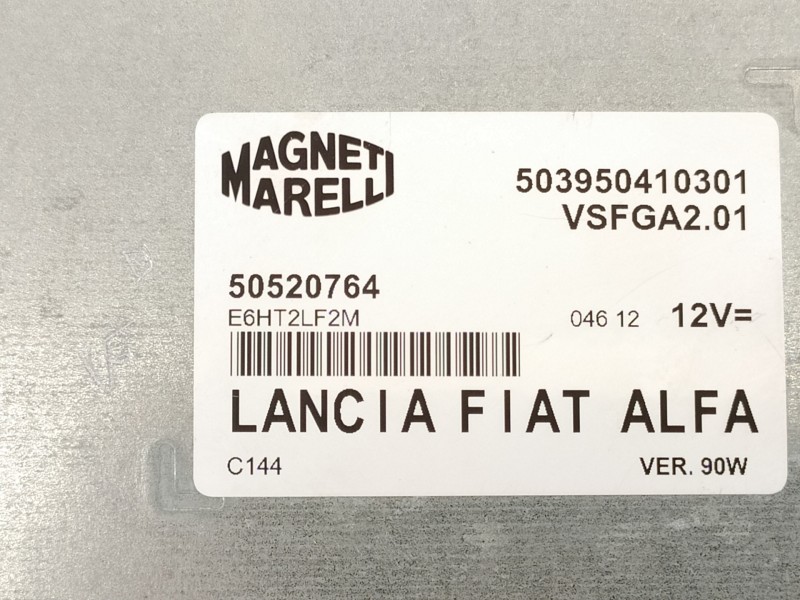 MAGNETI
MARELLI
503950410301
VSFGA2.01
50520764
E6HT2LF2M
046 12 12V=
LANCIA FIAT ALFA
C144
VER. 90W